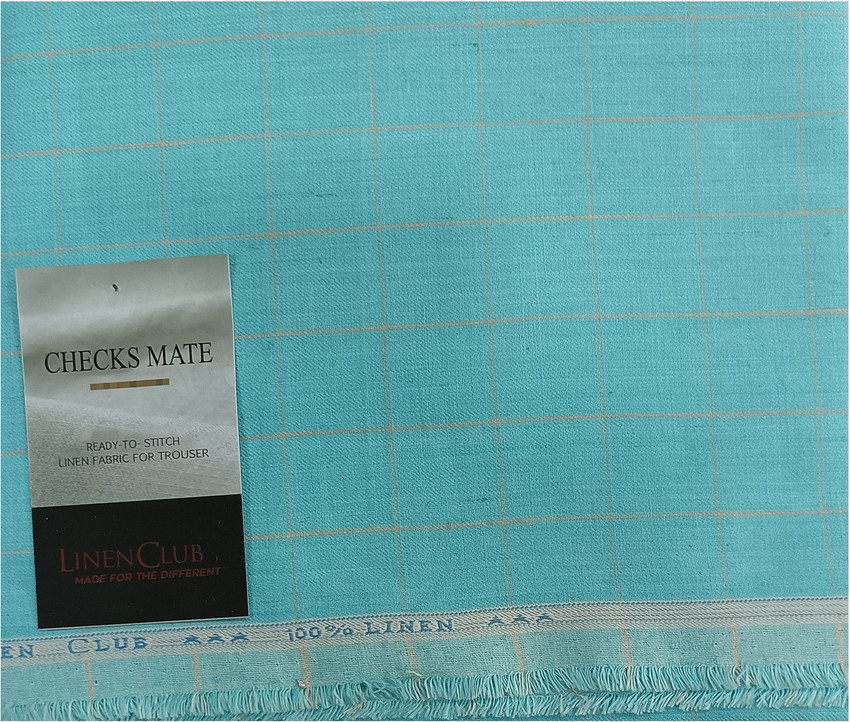 CHECKS MATE
READY-TO- STITCH
LINEN FABRIC FOR TROUSER
LINENCLUB
MADE FOR THE DIFFERENT
EN CLUB 100% LINEN